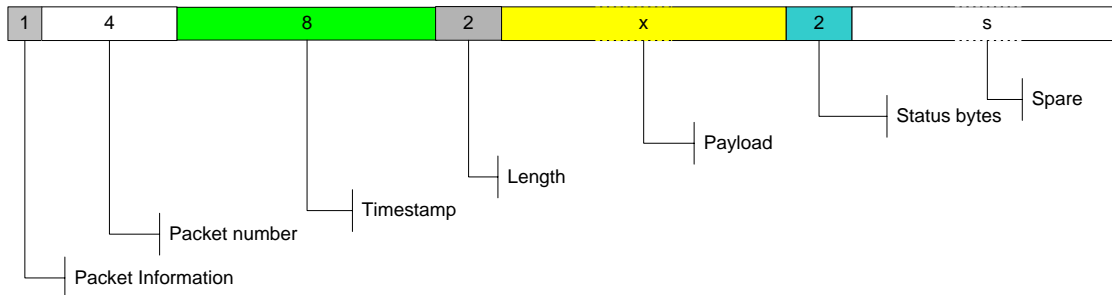 1 4 8 2 x 2 s
Spare
Status bytes
Payload
Length
Timestamp
Packet number
Packet Information